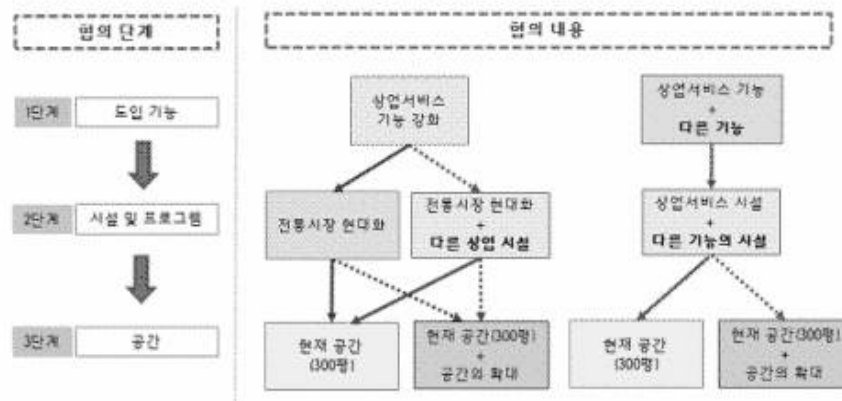 협의 단계
협의 내용
1단계
도입 기능
상업서비스
기능 강화
상업서비스 기능
+
다른 기능
2단계
시설 및 프로그램
전통시장 현대화
전통시장 현대화
+
다른 상업 시설
상업서비스 시설
+
다른 기능의 시설
3단계
공간
현재 공간
(300평)
현재 공간(300평)
+
공간의 확대
현재 공간
(300평)
현재 공간(300평)
+
공간의 확대